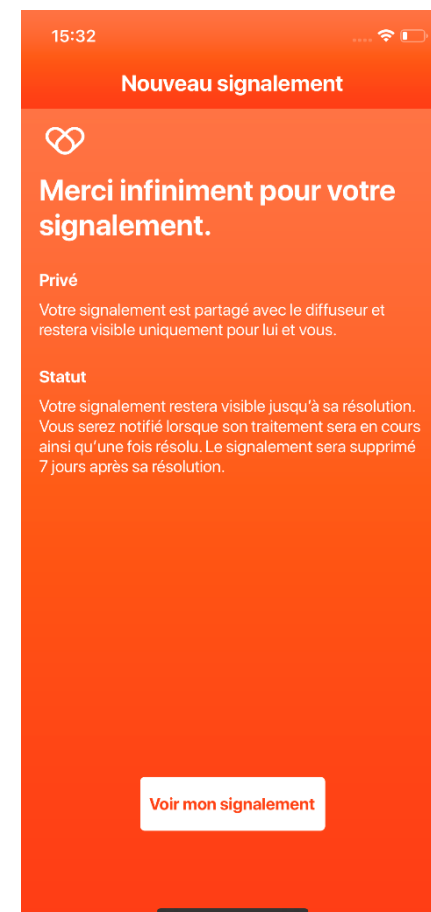 15:32
Nouveau signalement
Merci infiniment pour votre
signalement.
Privé
Votre signalement est partagé avec le diffuseur et
restera visible uniquement pour lui et vous.
Statut
Votre signalement restera visible jusqu'à sa résolution.
Vous serez notifié lorsque son traitement sera en cours
ainsi qu'une fois résolu. Le signalement sera supprimé
7 jours après sa résolution.
Voir mon signalement